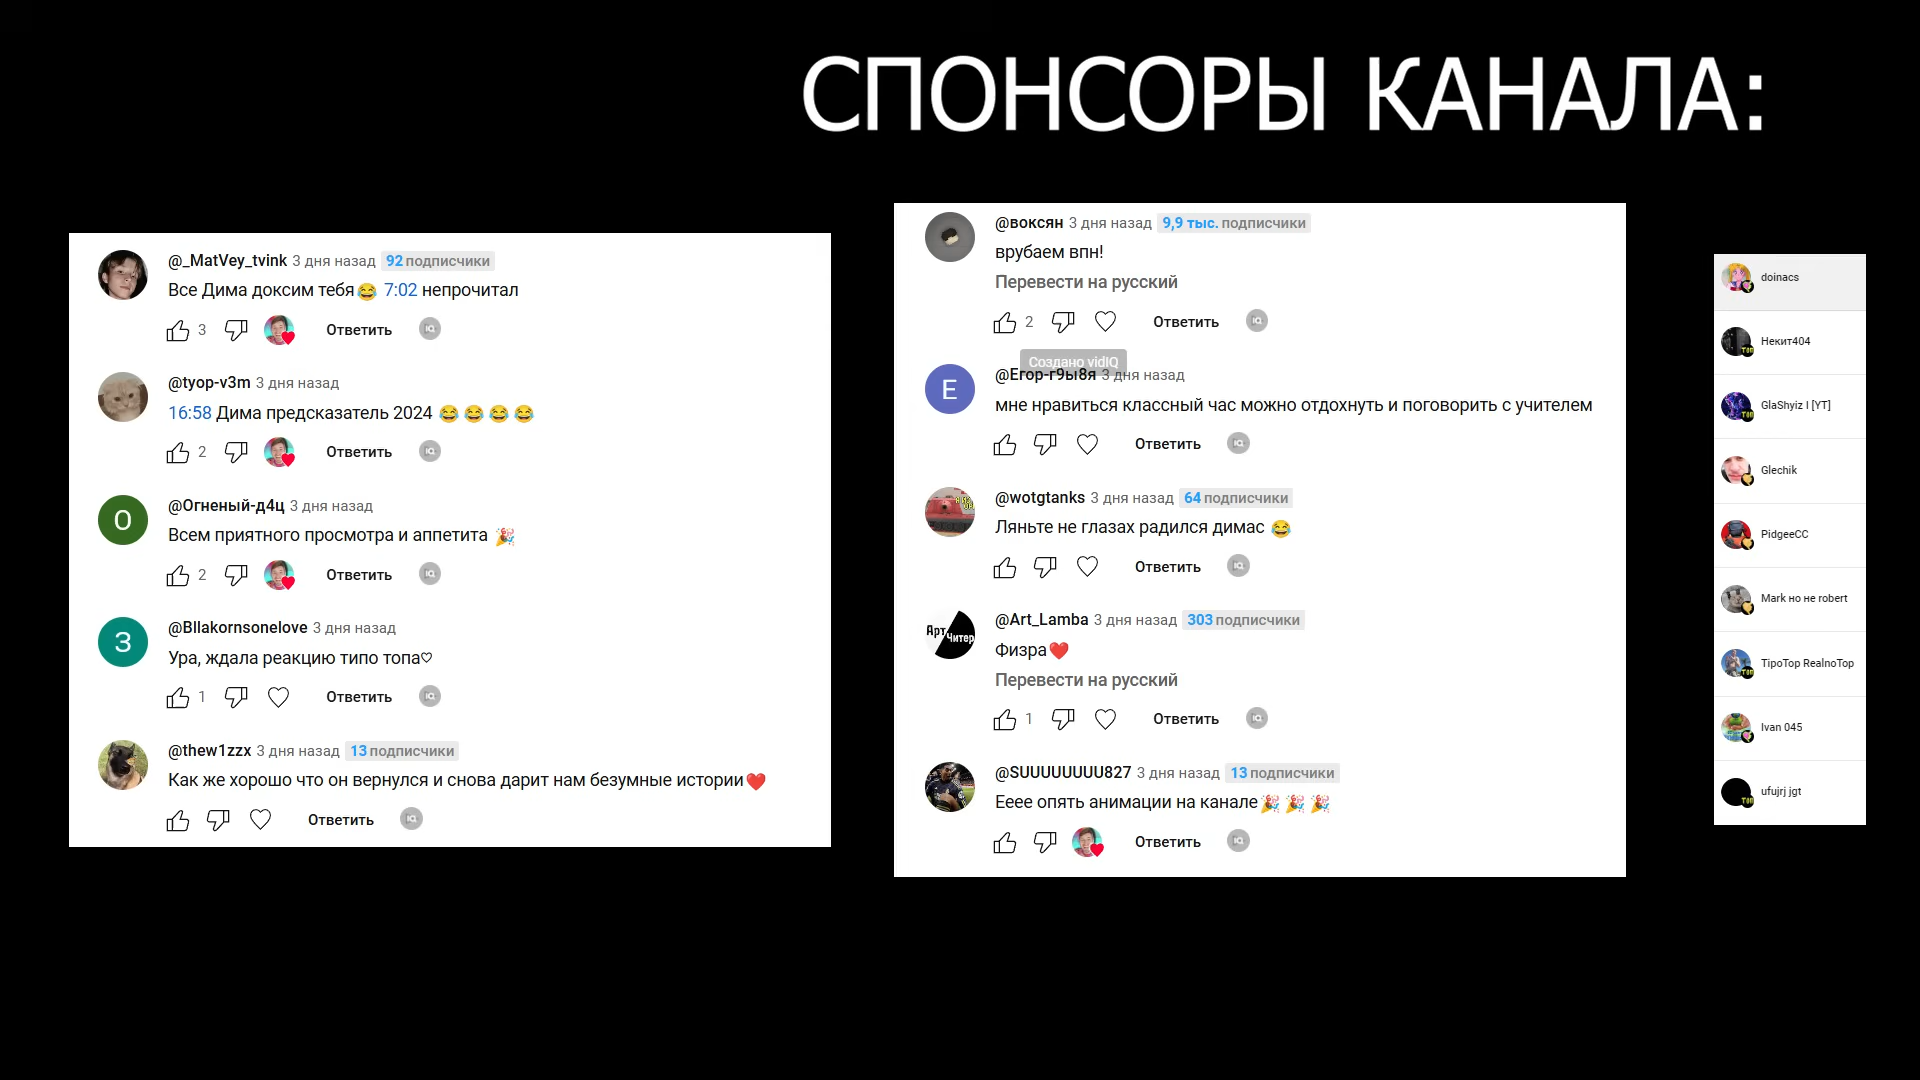 СПОНСОРЫ КАНАЛА:
@_MatVey_tvink 3 дня назад 92 подписчики
Все Дима доксим тебя😂 7:02 непрочитал
3 Ответить
@tyop-v3m 3 дня назад
16:58 Дима предсказатель 2024 😂 😂 😂 😂
2 Ответить
О
@Огненый-д4ц 3 дня назад
Всем приятного просмотра и аппетита 🎉
2 Ответить
З
@Bllakornsonelove 3 дня назад
Ура, ждала реакцию типо топа♡
1 Ответить
@thew1zzx 3 дня назад 13 подписчики
Как же хорошо что он вернулся и снова дарит нам безумные истории❤️
Ответить
@воксян 3 дня назад 9,9 тыс. подписчики
врубаем впн!
Перевести на русский
2 Ответить
Создано vidIQ
Е
@Егор-г9ы8я 3 дня назад
мне нравиться классный час можно отдохнуть и поговорить с учителем
Ответить
@wotgtanks 3 дня назад 64 подписчики
Ляньте не глазах радился димас 😂
Ответить
Арт Читер
@Art_Lamba 3 дня назад 303 подписчики
Физра❤️
Перевести на русский
1 Ответить
@SUUUUUUUU827 3 дня назад 13 подписчики
Ееее опять анимации на канале🎉 🎉 🎉
Ответить
doinacs
Некит404
GlaShyiz I [YT]
Glechik
PidgeeCC
Mark но не robert
TipoTop RealnoTop
Ivan 045
ufujrj jgt